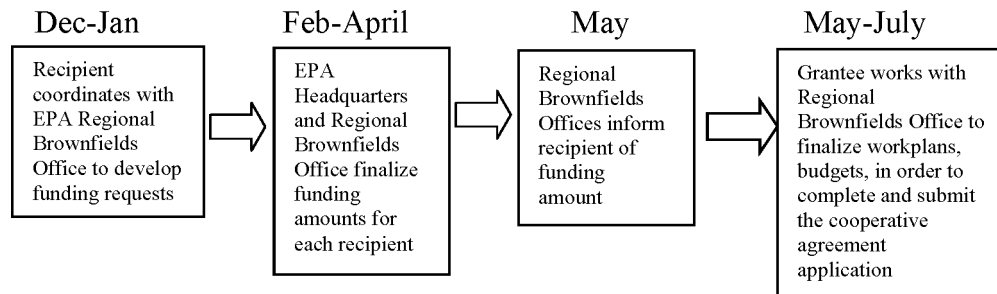 Dec-Jan
Recipient
coordinates with
EPA Regional
Brownfields
Office to develop
funding requests
Feb-April
EPA
Headquarters
and Regional
Brownfields
Office finalize
funding
amounts for
each recipient
May
Regional
Brownfields
Offices inform
recipient of
funding
amount
May-July
Grantee works with
Regional
Brownfields Office to
finalize workplans,
budgets, in order to
complete and submit
the cooperative
agreement
application